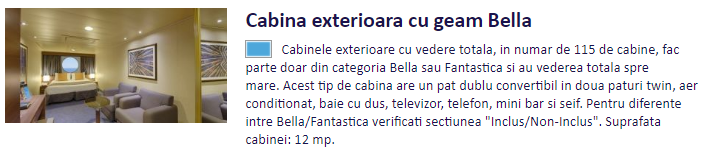 Cabina exterioara cu geam Bella
Cabinele exterioare cu vedere totala, in numar de 115 de cabine, fac
parte doar din categoria Bella sau Fantastica si au vederea totala spre
mare. Acest tip de cabina are un pat dublu convertibil in doua paturi twin, aer
conditionat, baie cu dus, televizor, telefon, mini bar si seif. Pentru diferente
intre Bella/Fantastica verificati sectiunea "Inclus/Non-Inclus". Suprafata
cabinei: 12 mp.